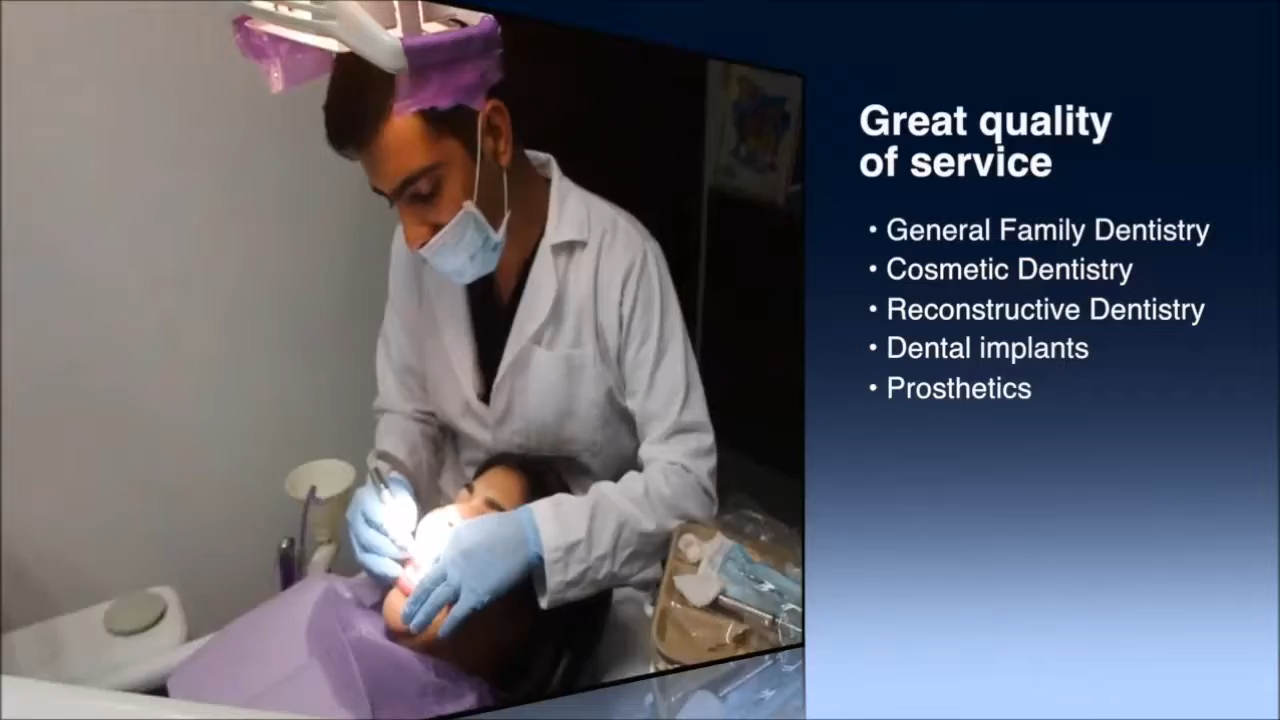 Great quality
of service
• General Family Dentistry
• Cosmetic Dentistry
• Reconstructive Dentistry
• Dental implants
• Prosthetics